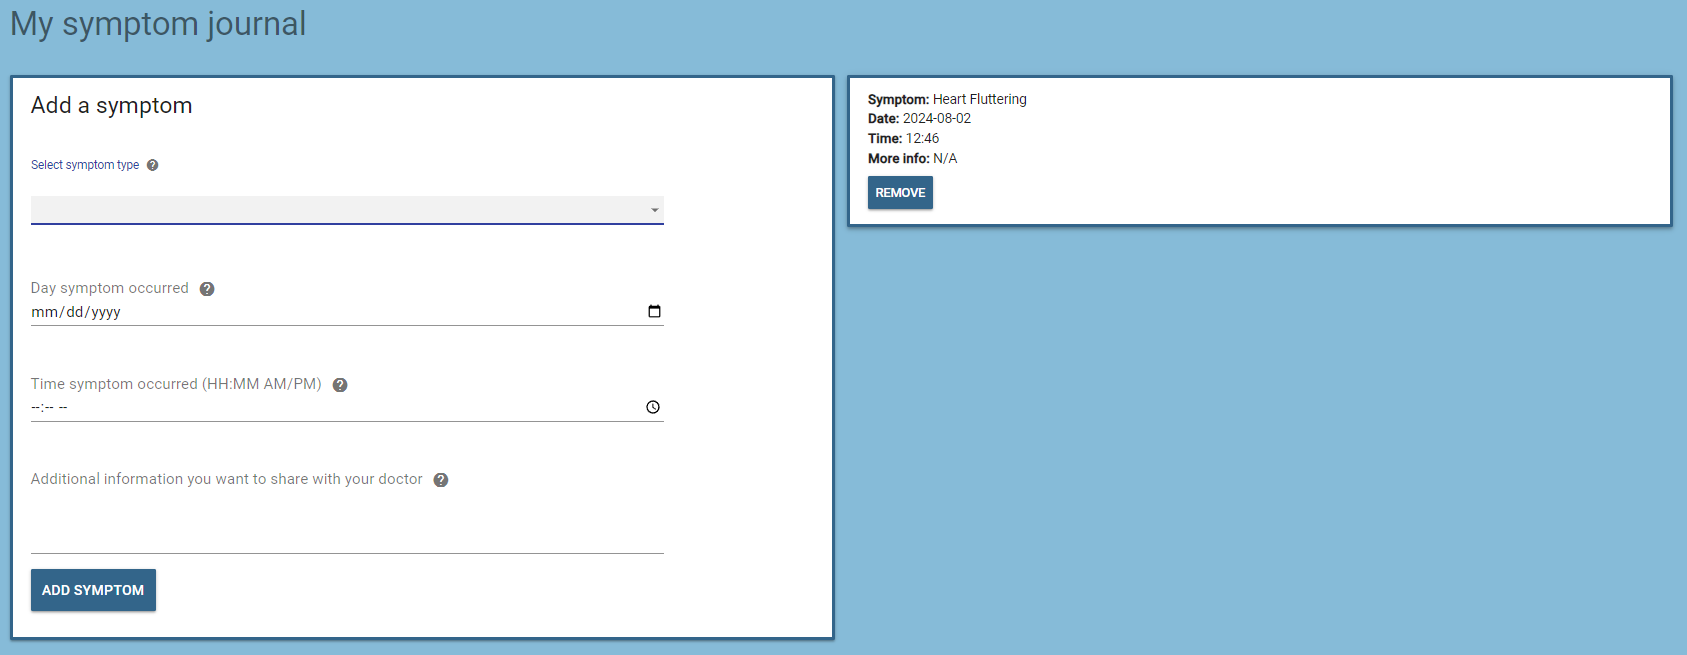 My symptom journal
Add a symptom
Select symptom type ?
Day symptom occurred ?
mm/dd/yyyy
Time symptom occurred (HH:MM AM/PM) ?
--:-- --
Additional information you want to share with your doctor ?
ADD SYMPTOM
Symptom: Heart Fluttering
Date: 2024-08-02
Time: 12:46
More info: N/A
REMOVE